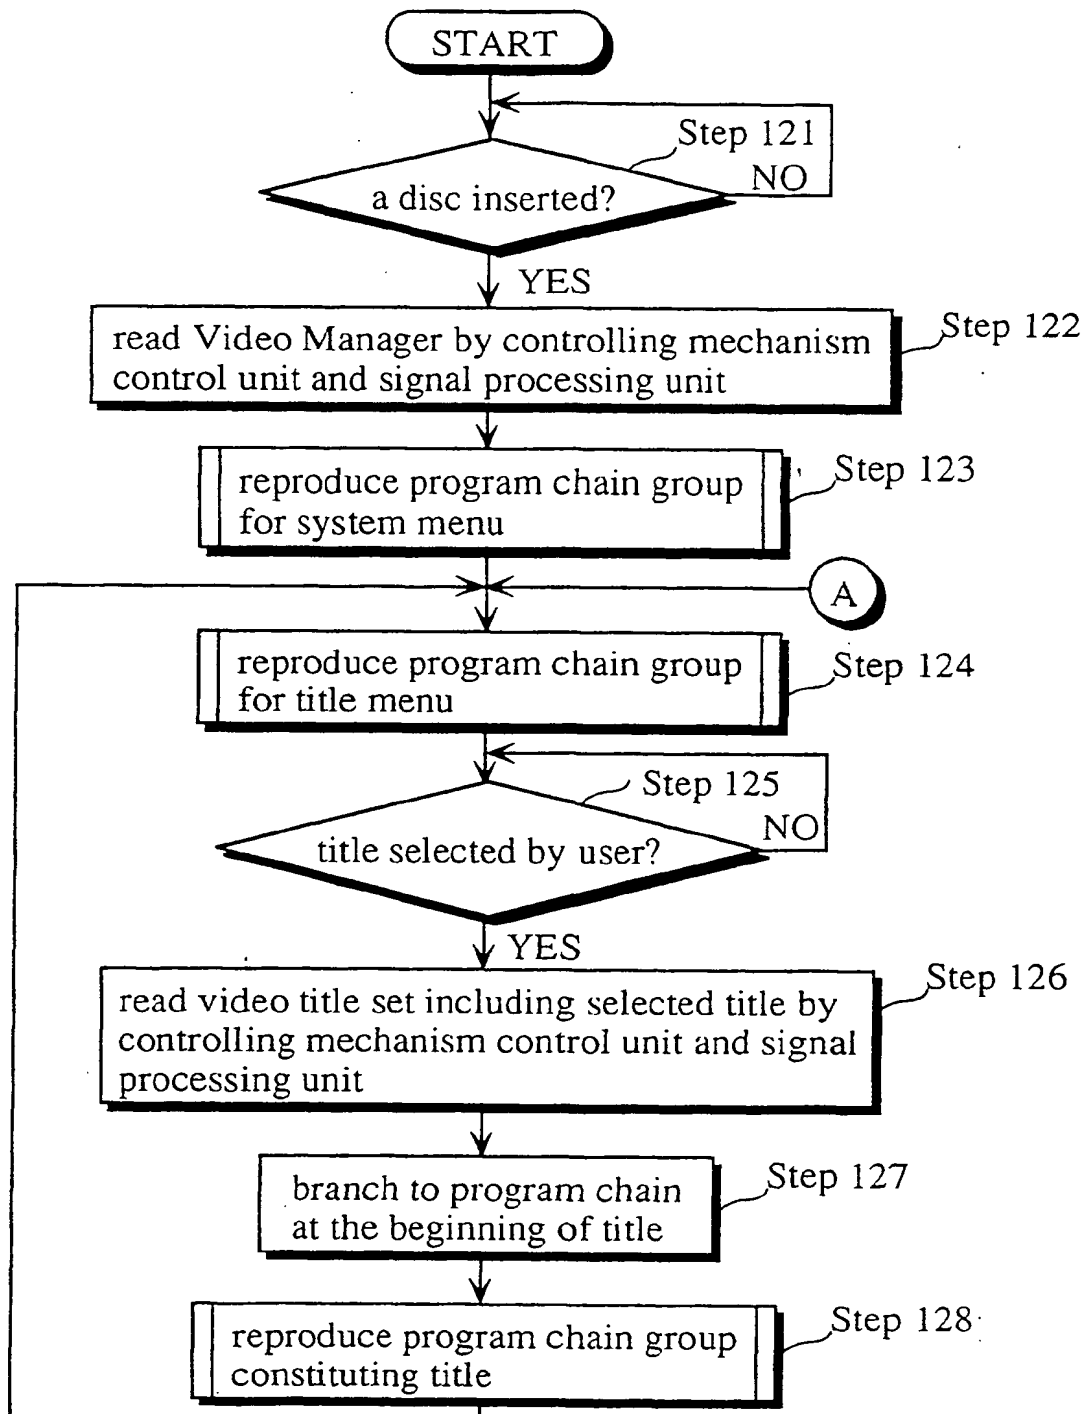 START
Step 121
NO
a disc inserted?
YES
Step 122
read Video Manager by controlling mechanism
control unit and signal processing unit
Step 123
reproduce program chain group
for system menu
A
Step 124
reproduce program chain group
for title menu
Step 125
NO
title selected by user?
YES
Step 126
read video title set including selected title by
controlling mechanism control unit and signal
processing unit
Step 127
branch to program chain
at the beginning of title
Step 128
reproduce program chain group
constituting title